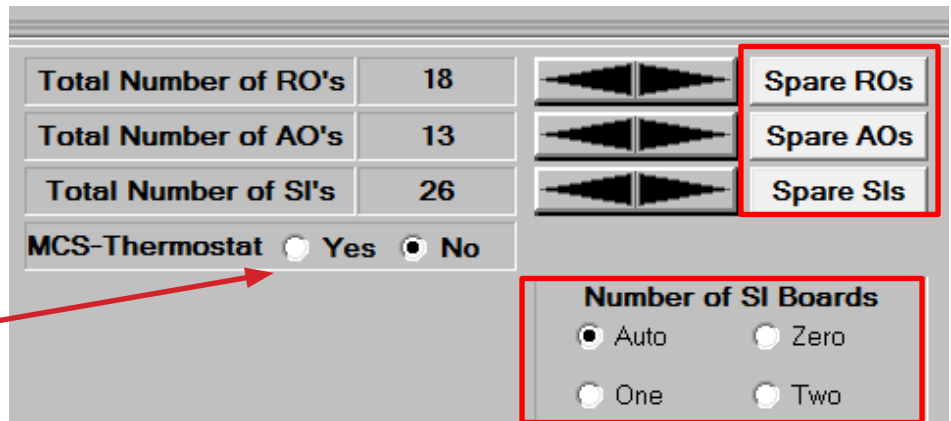 Total Number of RO's 18 Spare ROs
Total Number of AO's 13 Spare AOs
Total Number of SI's 26 Spare SIs
MCS-Thermostat Yes No
Number of SI Boards
Auto Zero
One Two